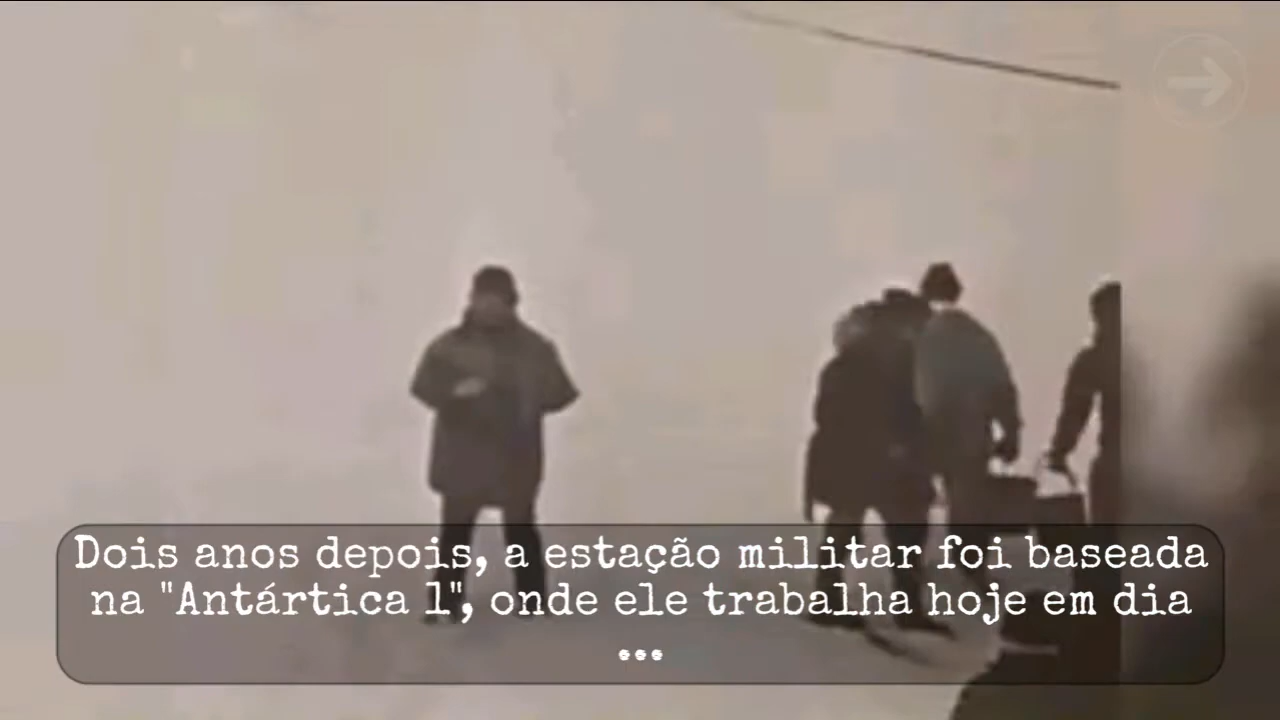 Dois anos depois, a estação militar foi baseada
na "Antártica 1", onde ele trabalha hoje em dia
...